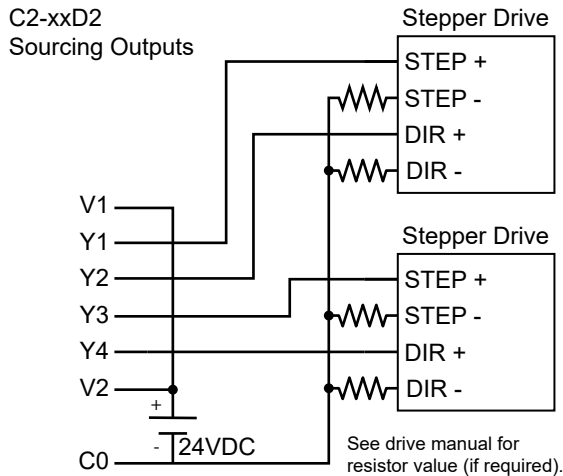 C2-xxD2
Sourcing Outputs
Stepper Drive
STEP +
STEP -
DIR +
DIR -
V1
Y1
Y2
Y3
Y4
V2
+
-
24VDC
C0
Stepper Drive
STEP +
STEP -
DIR +
DIR -
See drive manual for
resistor value (if required).